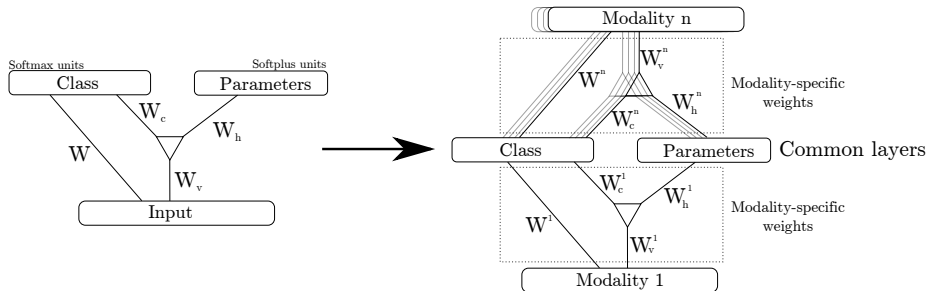 Softmax units
Softplus units
Class
Parameters
W
W_c
W_h
W_v
Input
Modality n
W^n
W_v^n
W_c^n
W_h^n
Modality-specific
weights
Class
Parameters
Common layers
W^1
W_c^1
W_h^1
W_v^1
Modality-specific
weights
Modality 1